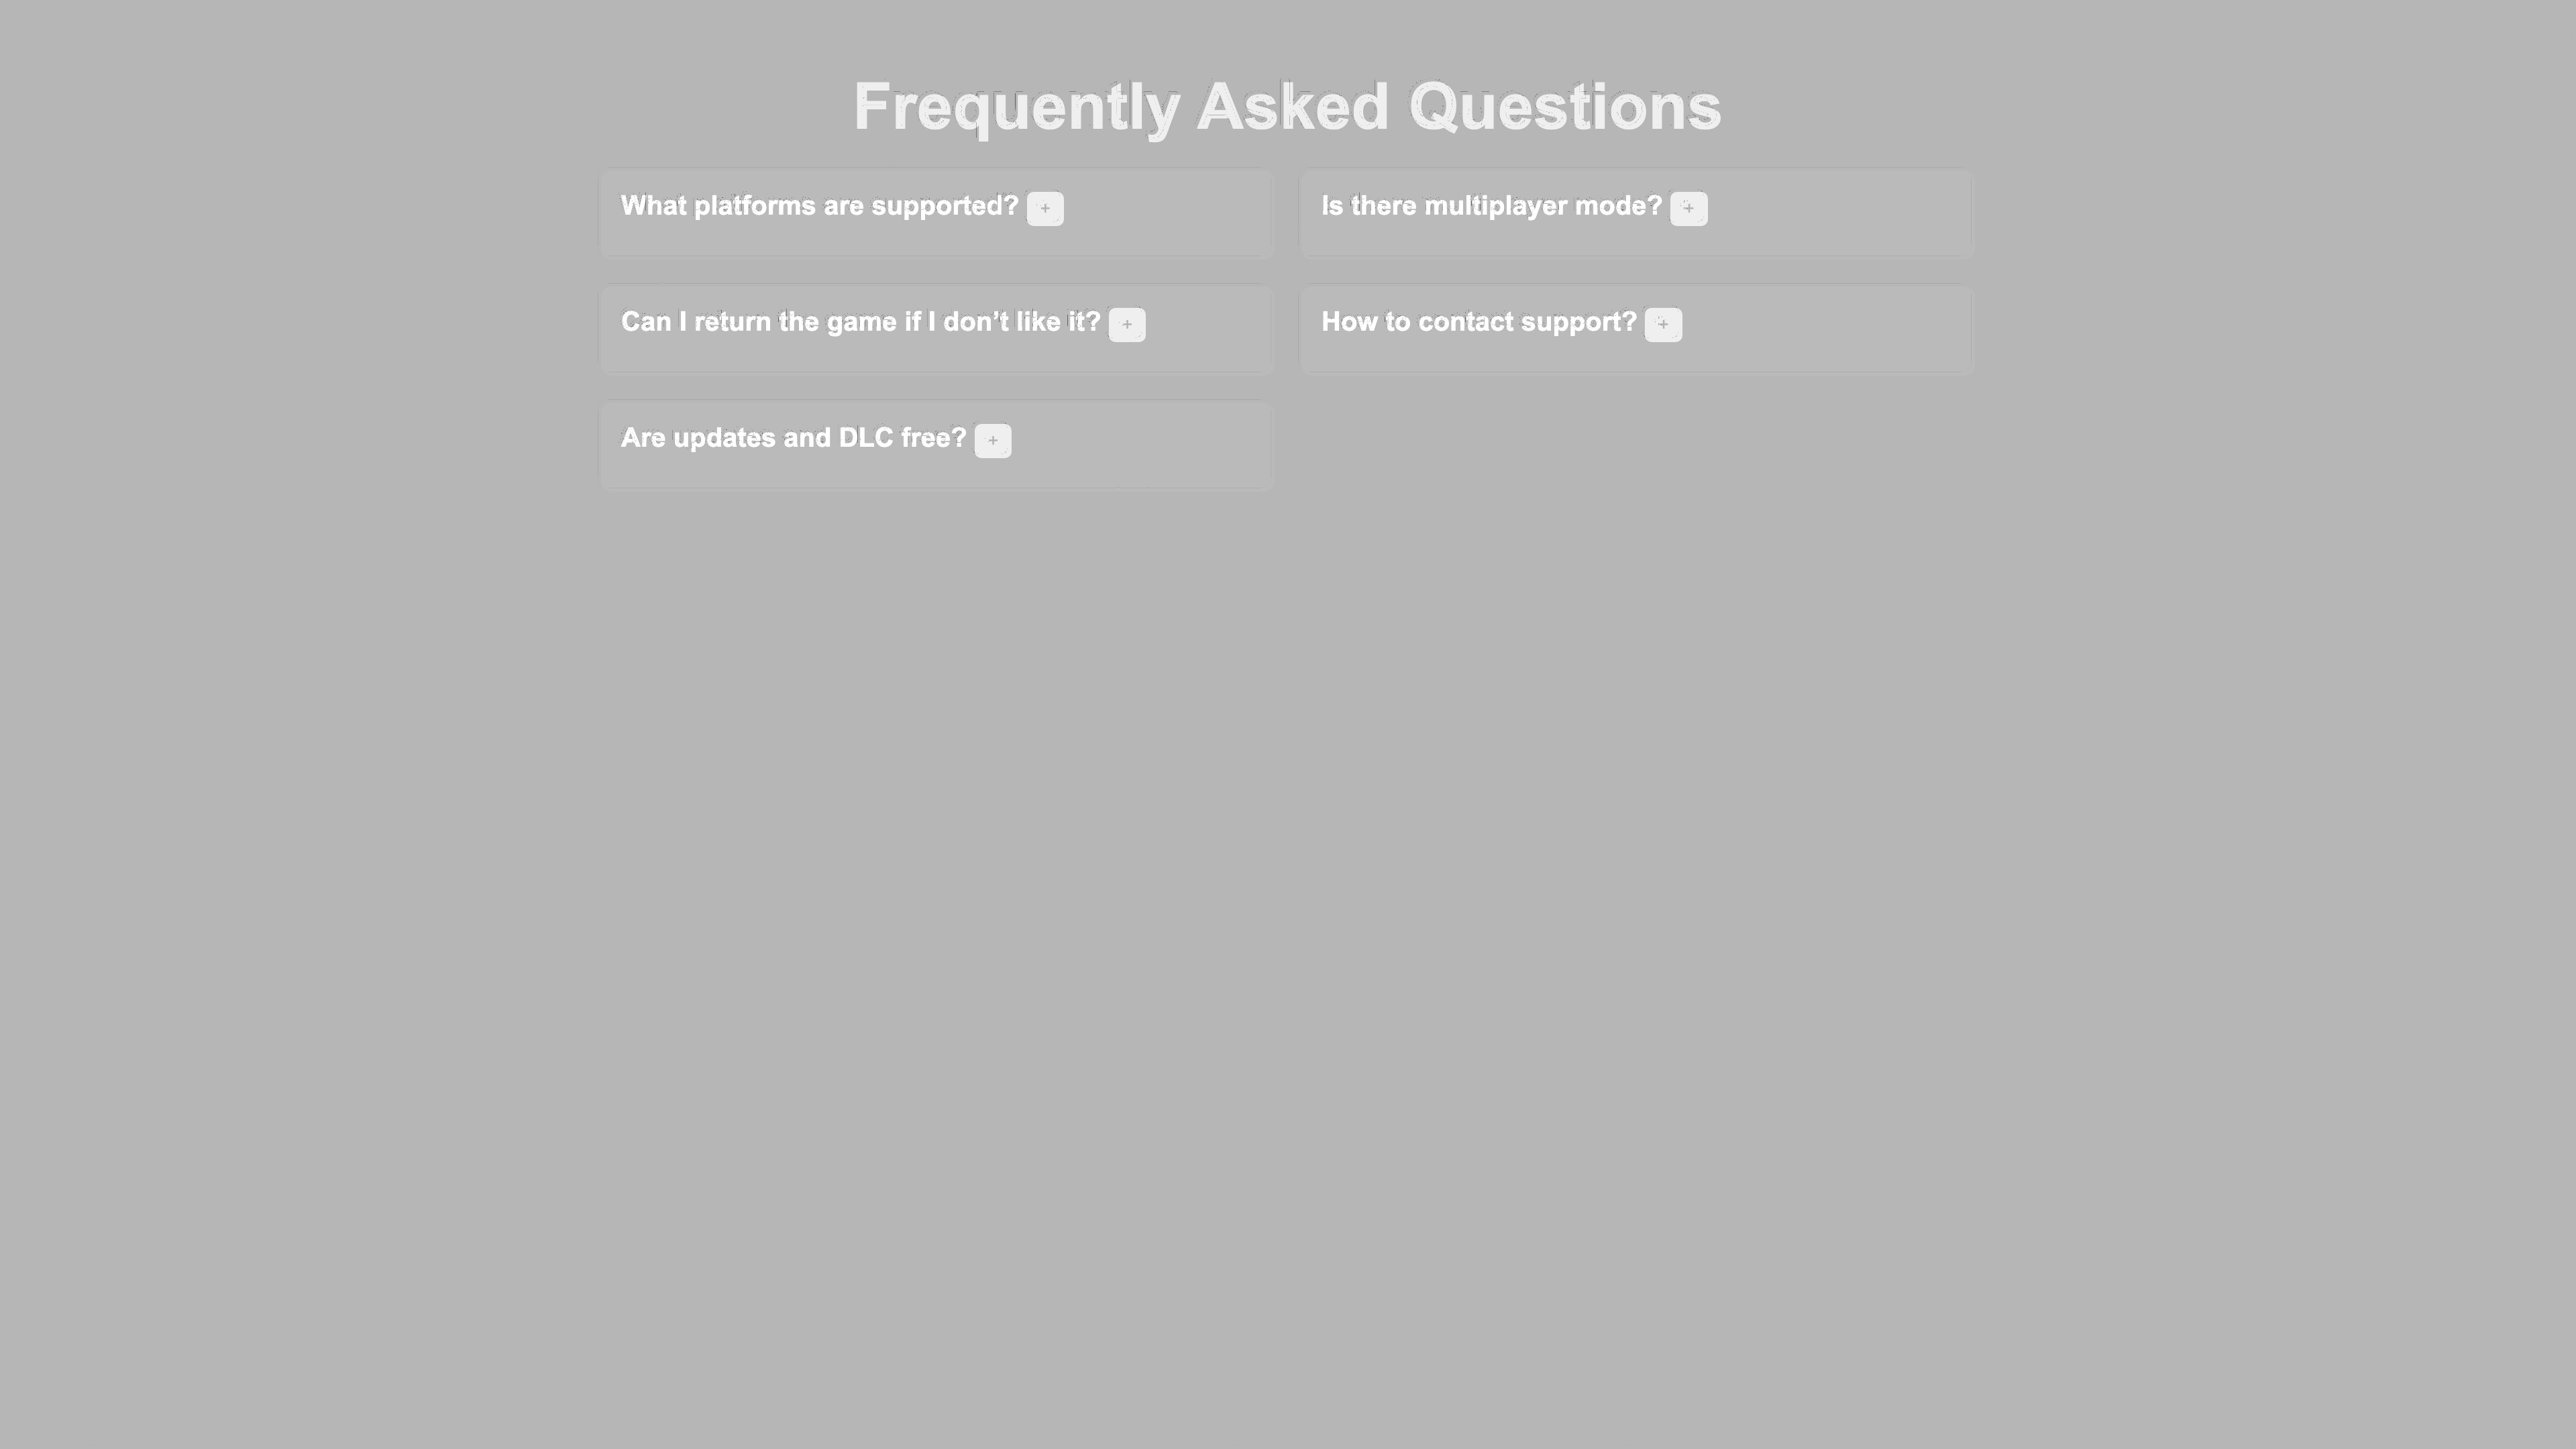 Frequently Asked Questions
What platforms are supported? +
Is there multiplayer mode? +
Can I return the game if I don’t like it? +
How to contact support? +
Are updates and DLC free? +